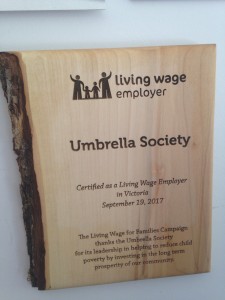 living wage
employer
Umbrella Society
Certified as a Living Wage Employer
in Victoria
September 19, 2017
The Living Wage for Families Campaign
thanks the Umbrella Society
for its leadership in helping to reduce child
poverty by investing in the long term
prosperity of our community.